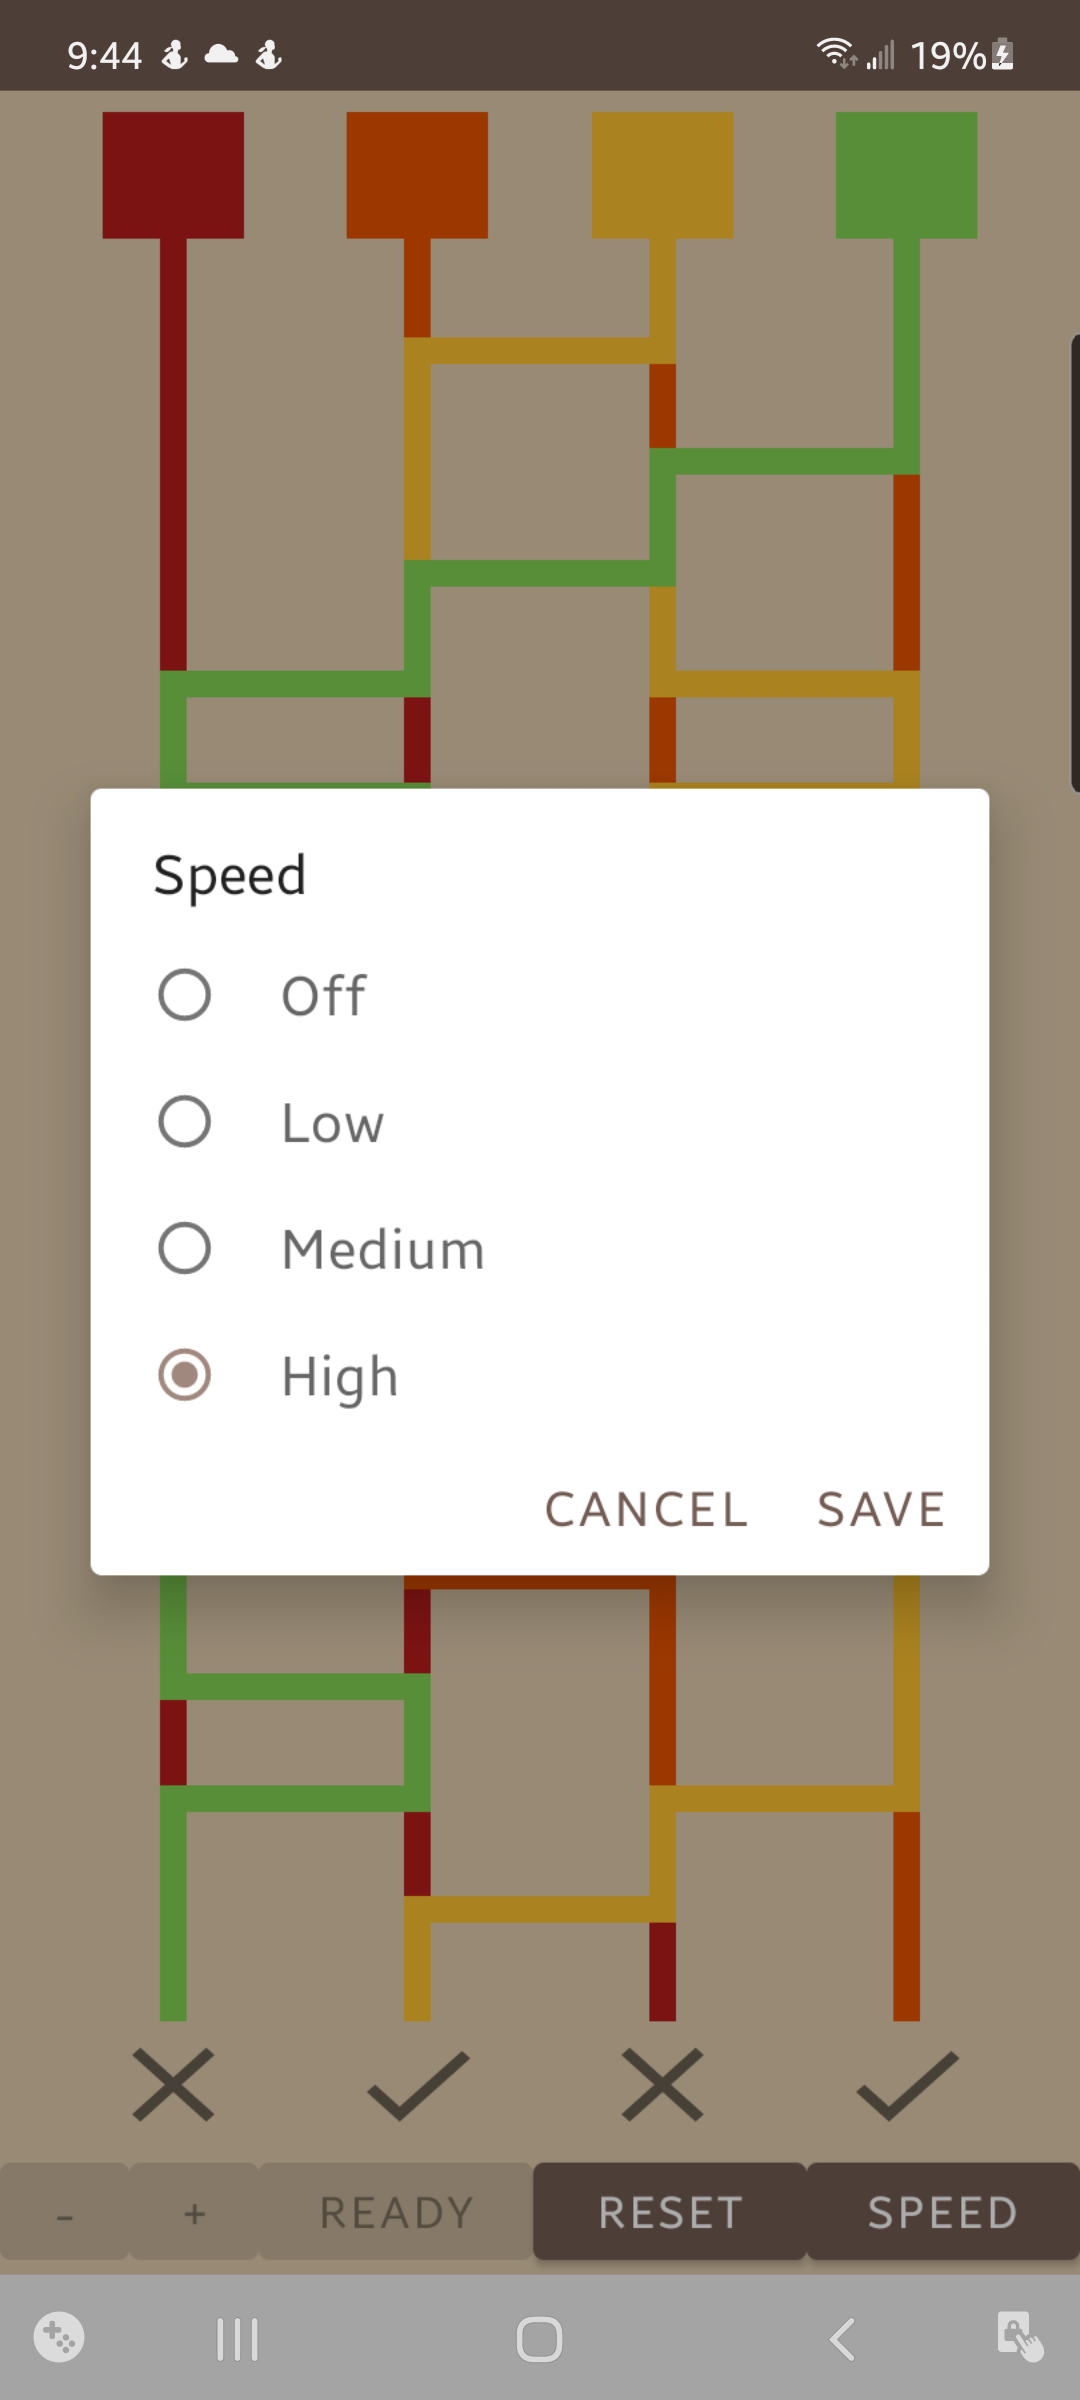 9:44 19%
Speed
Off
Low
Medium
High
CANCEL SAVE
- + READY RESET SPEED